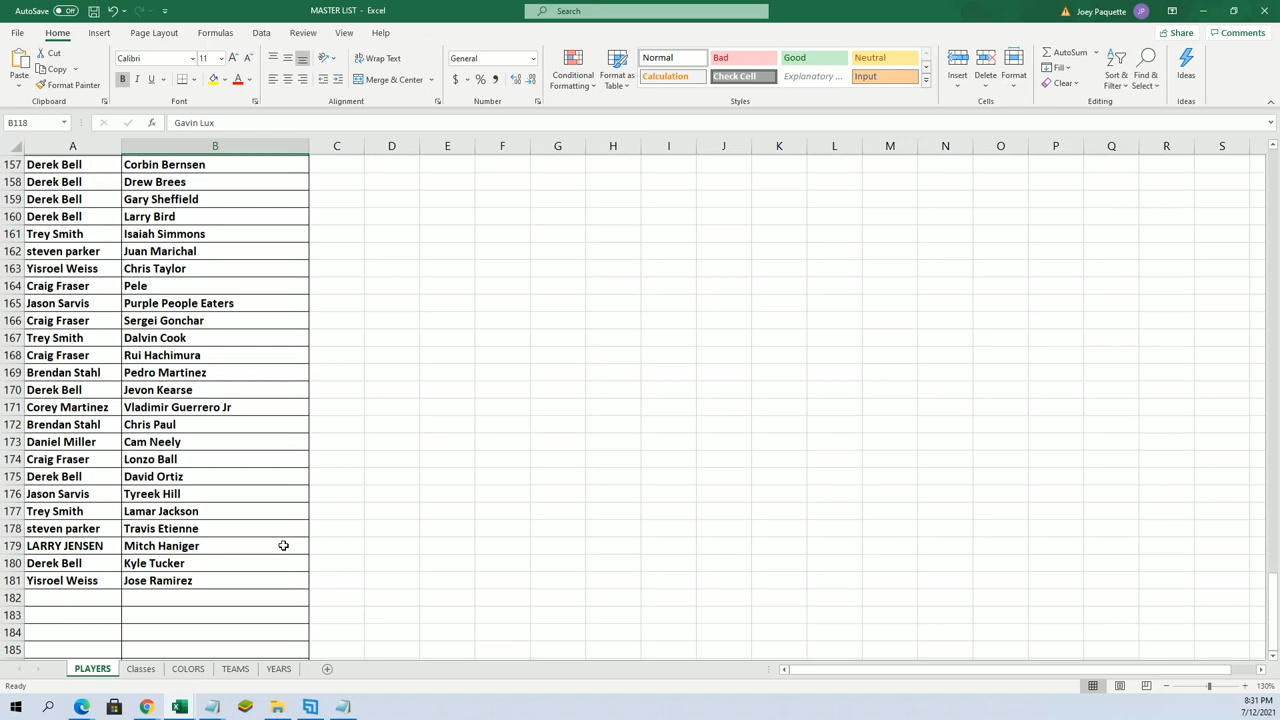 AutoSave Off MASTER LIST - Excel Search Joey Paquette JP
File Home Insert Page Layout Formulas Data Review View Help Share Comments
Paste Cut Copy Format Painter Clipboard
Calibri 11 B I U A A A Font
Wrap Text Merge & Center Alignment
General $ % , Number
Conditional Formatting Format as Table Normal Bad Good Neutral
Calculation Check Cell Explanatory ... Input Styles
Insert Delete Format Cells
AutoSum Fill Clear Sort & Filter Find & Select Editing
Ideas Ideas
B118 fx Gavin Lux
A B C D E F G H I J K L M N O P Q R S
157 Derek Bell Corbin Bernsen
158 Derek Bell Drew Brees
159 Derek Bell Gary Sheffield
160 Derek Bell Larry Bird
161 Trey Smith Isaiah Simmons
162 steven parker Juan Marichal
163 Yisroel Weiss Chris Taylor
164 Craig Fraser Pele
165 Jason Sarvis Purple People Eaters
166 Craig Fraser Sergei Gonchar
167 Trey Smith Dalvin Cook
168 Craig Fraser Rui Hachimura
169 Brendan Stahl Pedro Martinez
170 Derek Bell Jevon Kearse
171 Corey Martinez Vladimir Guerrero Jr
172 Brendan Stahl Chris Paul
173 Daniel Miller Cam Neely
174 Craig Fraser Lonzo Ball
175 Derek Bell David Ortiz
176 Jason Sarvis Tyreek Hill
177 Trey Smith Lamar Jackson
178 steven parker Travis Etienne
179 LARRY JENSEN Mitch Haniger
180 Derek Bell Kyle Tucker
181 Yisroel Weiss Jose Ramirez
182
183
184
185
PLAYERS Classes COLORS TEAMS YEARS
Ready 130%
8:31 PM
7/12/2021